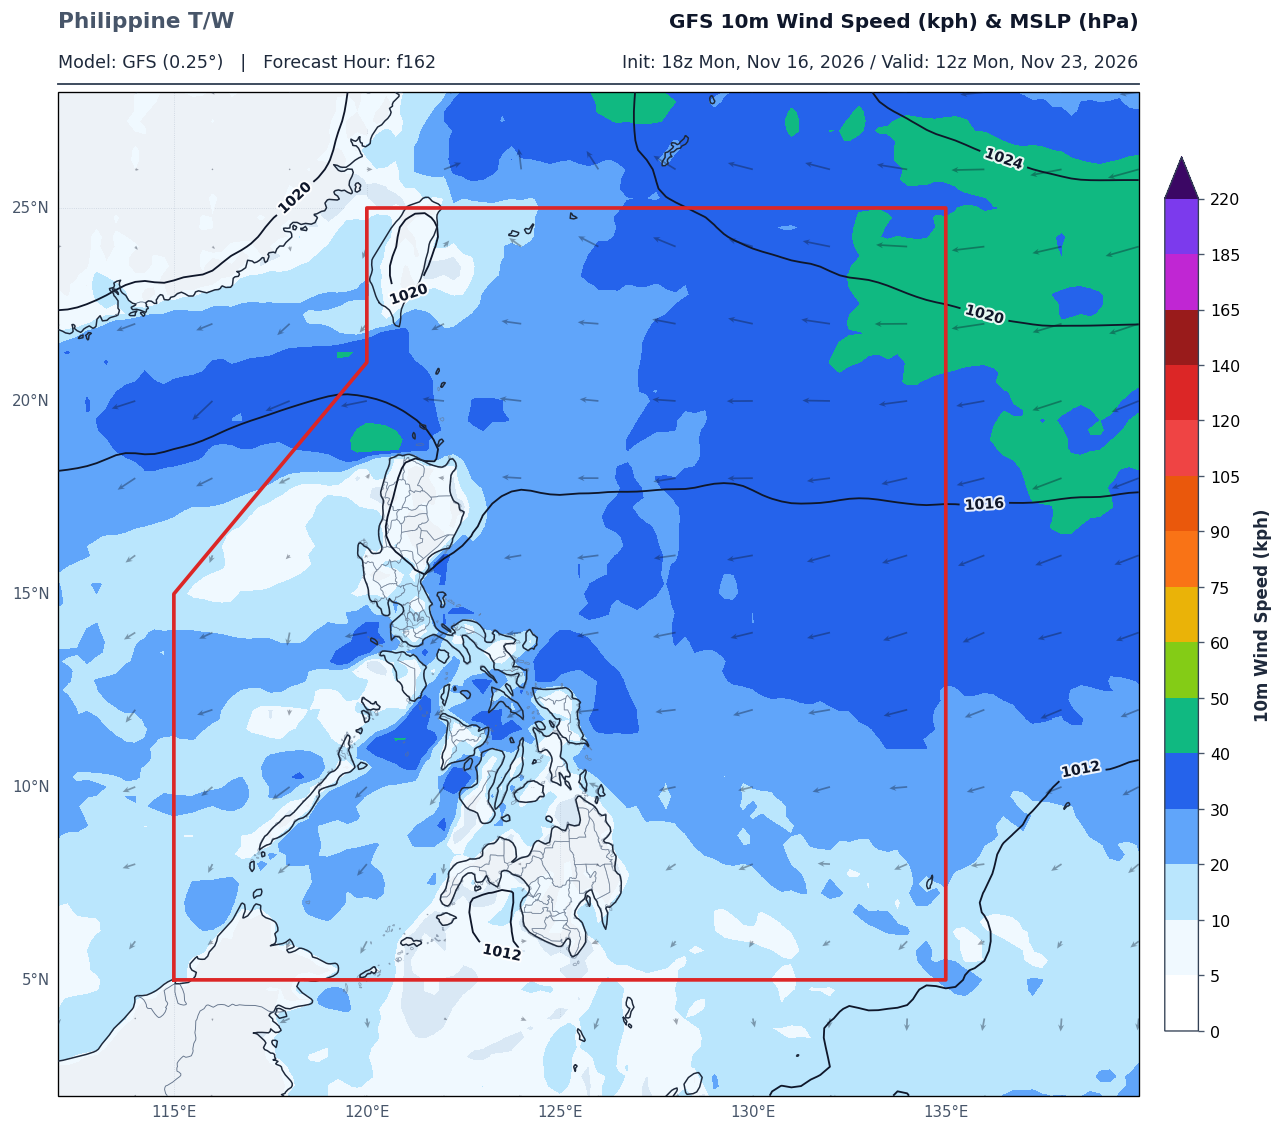 Philippine T/W
GFS 10m Wind Speed (kph) & MSLP (hPa)
Model: GFS (0.25°) | Forecast Hour: f162
Init: 18z Mon, Nov 16, 2026 / Valid: 12z Mon, Nov 23, 2026
1024
1020
1020
1020
1016
1012
1012
25°N
20°N
15°N
10°N
5°N
115°E
120°E
125°E
130°E
135°E
220
185
165
140
120
105
90
75
60
50
40
30
20
10
5
0
10m Wind Speed (kph)